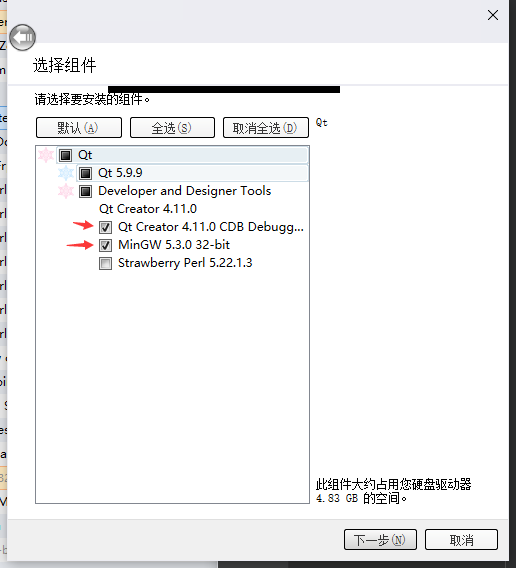 选择组件
请选择要安装的组件。
默认(A)
全选(S)
取消全选(D)
Qt
Qt
Qt 5.9.9
Developer and Designer Tools
Qt Creator 4.11.0
Qt Creator 4.11.0 CDB Debugg...
MinGW 5.3.0 32-bit
Strawberry Perl 5.22.1.3
此组件大约占用您硬盘驱动器
4.83 GB 的空间。
下一步(N)
取消